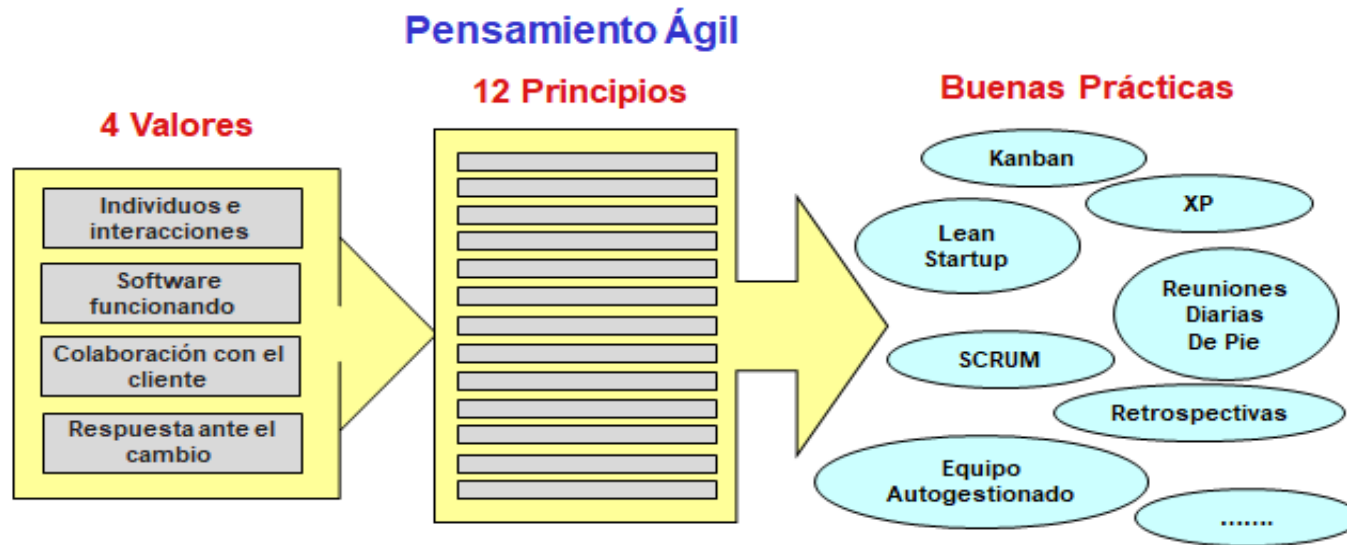 Pensamiento Ágil
4 Valores
Individuos e
interacciones
Software
funcionando
Colaboración con el
cliente
Respuesta ante el
cambio
12 Principios
Buenas Prácticas
Kanban
XP
Lean
Startup
Reuniones
Diarias
De Pie
SCRUM
Retrospectivas
Equipo
Autogestionado
.......